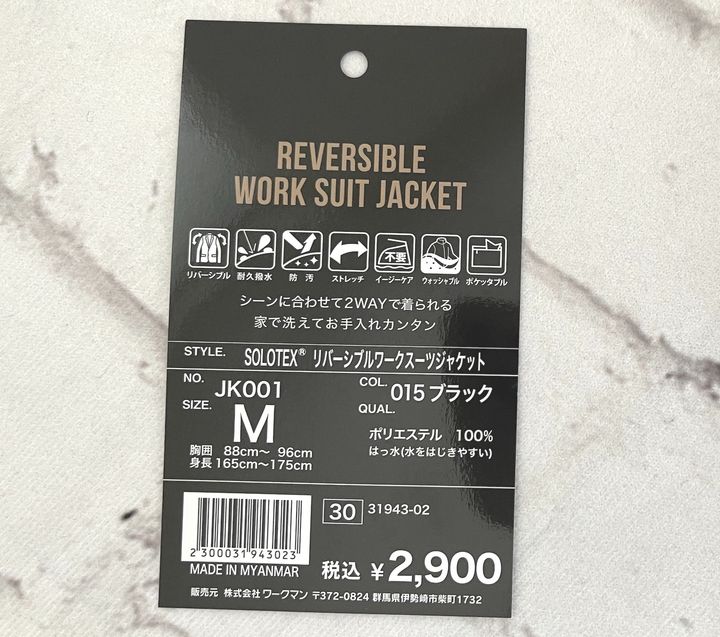 REVERSIBLE
WORK SUIT JACKET
不要
リバーシブル 耐久撥水 防汚 ストレッチ イージーケア ウォッシャブル ポケッタブル
シーンに合わせて2WAYで着られる
家で洗えてお手入れカンタン
STYLE. SOLOTEX® リバーシブルワークスーツジャケット
NO. JK001 COL. 015 ブラック
SIZE. M QUAL.
ポリエステル 100%
胸囲 88cm〜 96cm はっ水(水をはじきやすい)
身長 165cm〜175cm
30 31943-02
2300031943023
MADE IN MYANMAR 税込 ¥2,900
販売元 株式会社 ワークマン 〒372-0824 群馬県伊勢崎市柴町1732